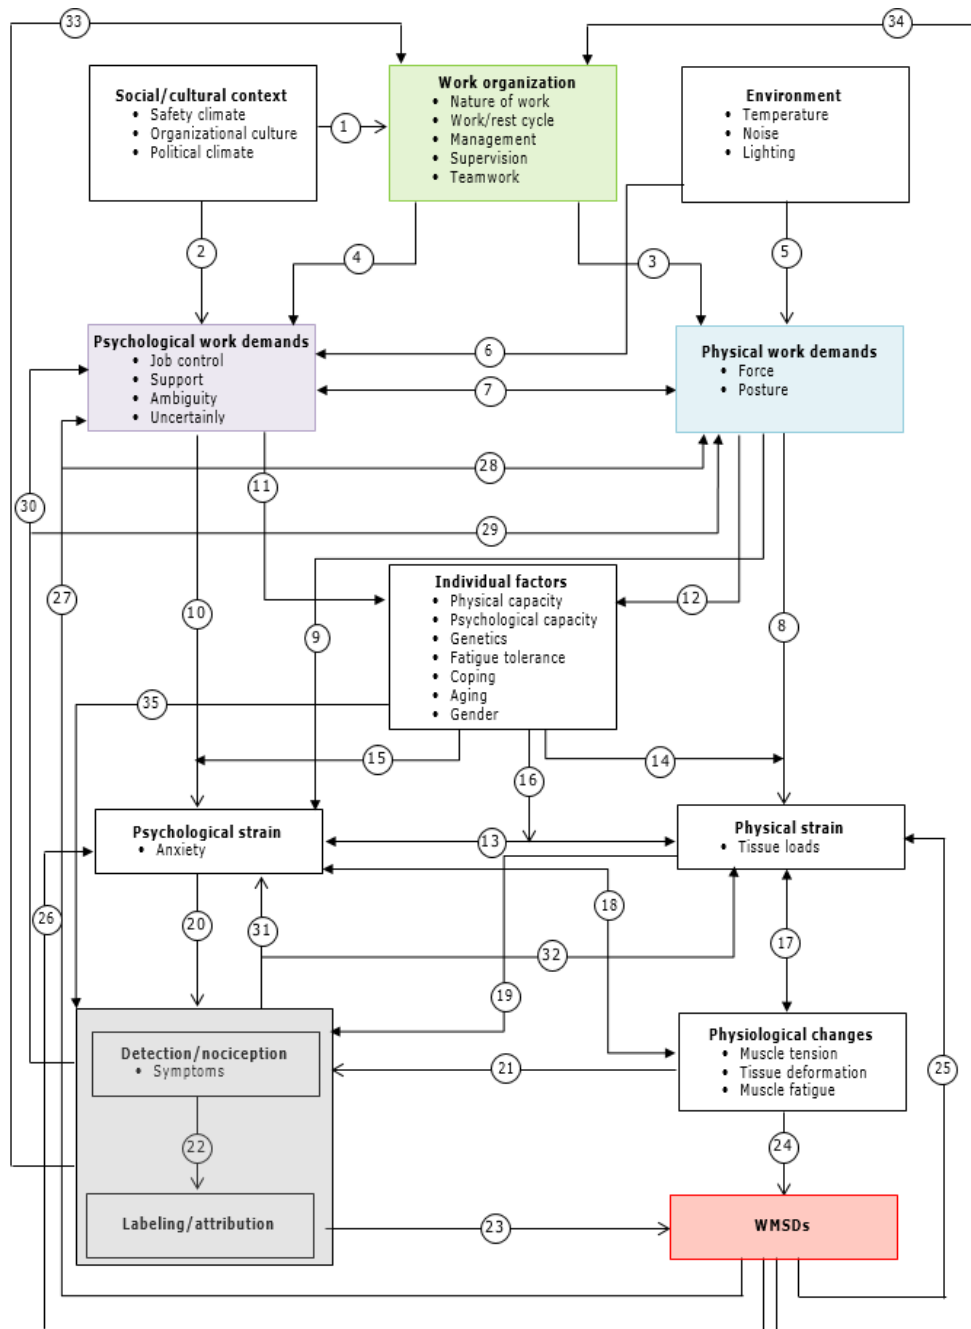 33
34
Social/cultural context
• Safety climate
• Organizational culture
• Political climate
1
Work organization
• Nature of work
• Work/rest cycle
• Management
• Supervision
• Teamwork
Environment
• Temperature
• Noise
• Lighting
2
4
3
5
Psychological work demands
• Job control
• Support
• Ambiguity
• Uncertainly
6
7
Physical work demands
• Force
• Posture
28
11
30
29
27
10
9
12
8
Individual factors
• Physical capacity
• Psychological capacity
• Genetics
• Fatigue tolerance
• Coping
• Aging
• Gender
35
15
16
14
Psychological strain
• Anxiety
13
Physical strain
• Tissue loads
26
20
31
18
32
17
19
Detection/nociception
• Symptoms
21
Physiological changes
• Muscle tension
• Tissue deformation
• Muscle fatigue
25
22
24
Labeling/attribution
23
WMSDs